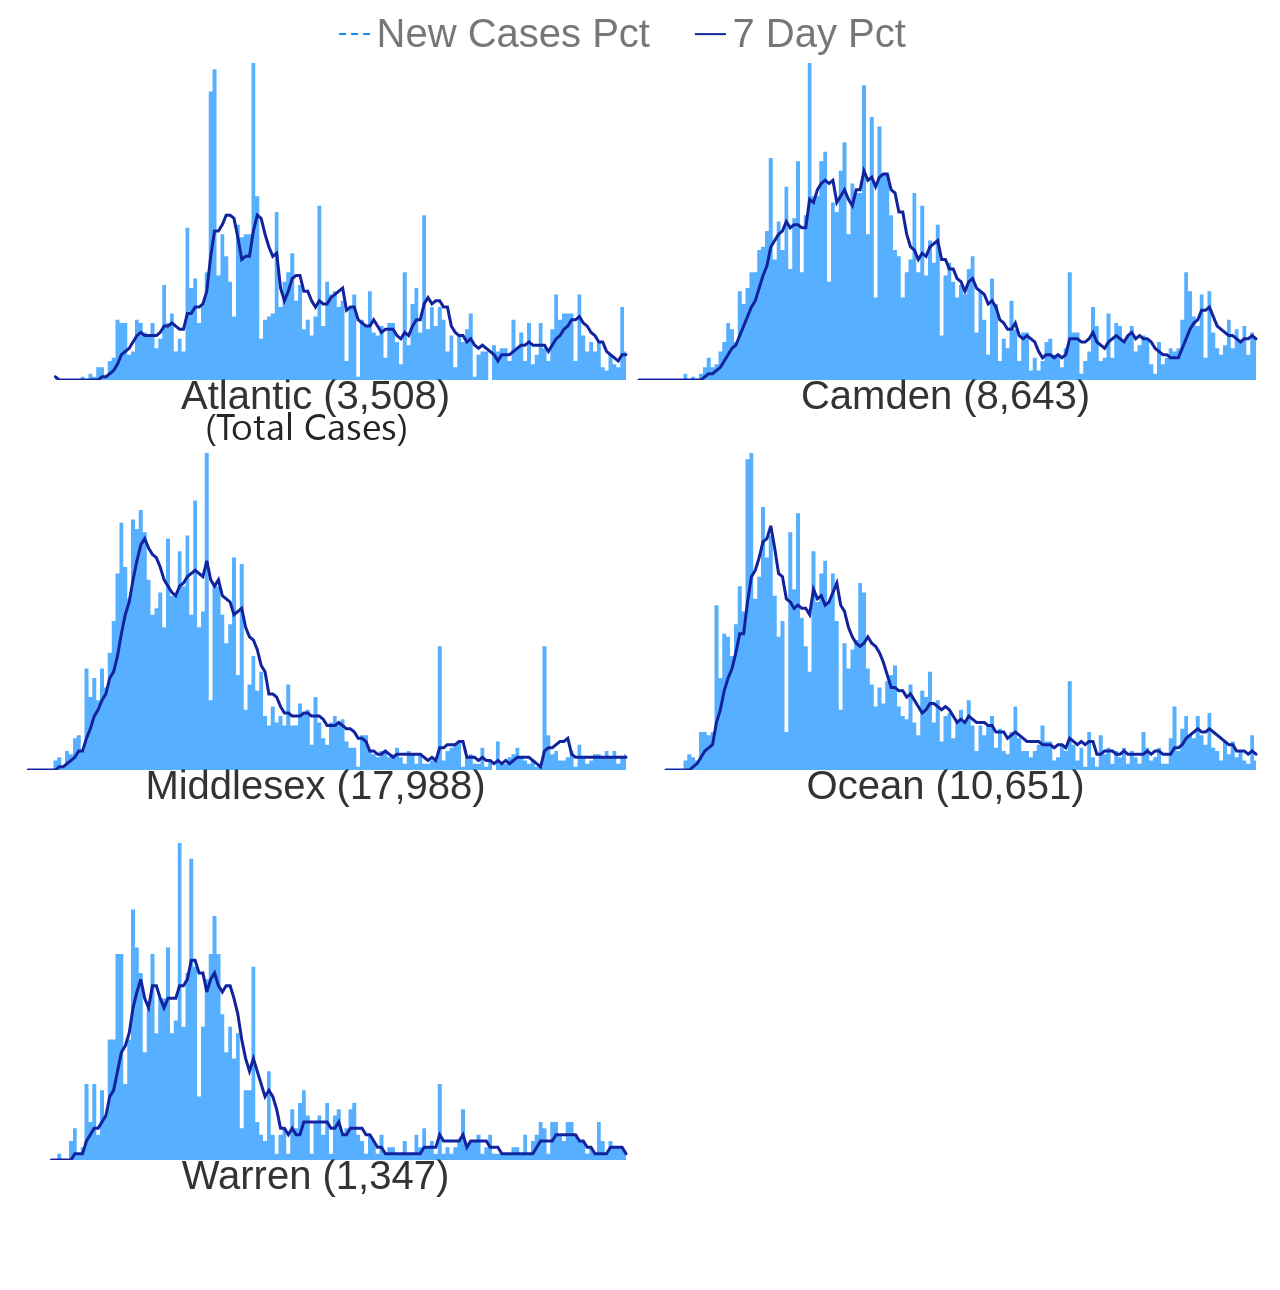 New Cases Pct 7 Day Pct
Atlantic (3,508)
(Total Cases)
Camden (8,643)
Middlesex (17,988)
Ocean (10,651)
Warren (1,347)